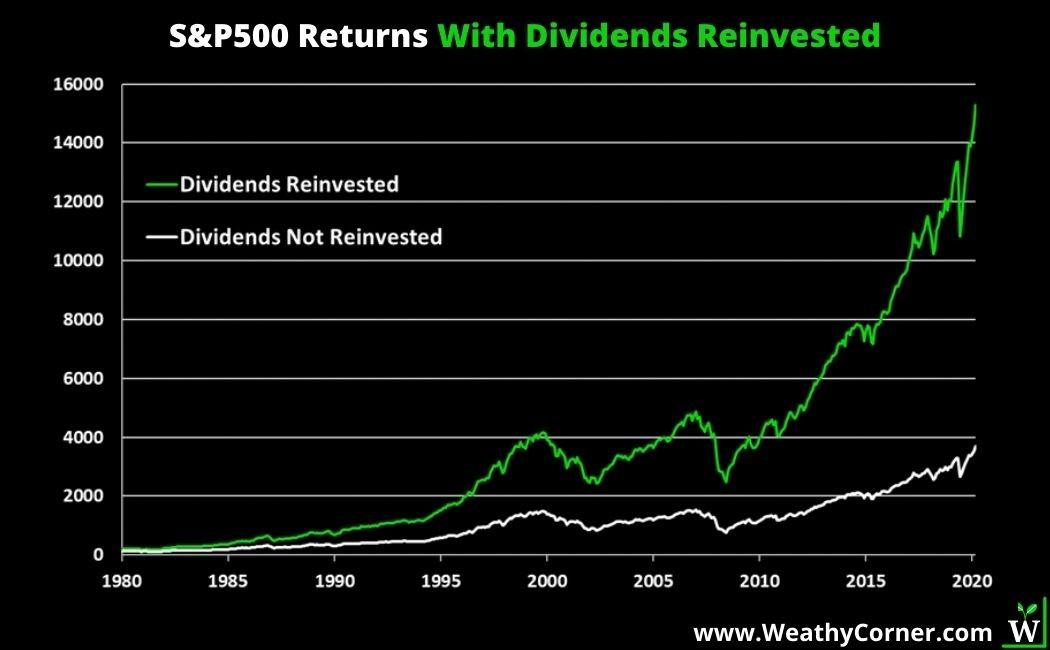 S&P500 Returns With Dividends Reinvested
16000
14000
Dividends Reinvested
12000
Dividends Not Reinvested
10000
8000
6000
4000
2000
0
1980 1985 1990 1995 2000 2005 2010 2015 2020
www.WeathyCorner.com W